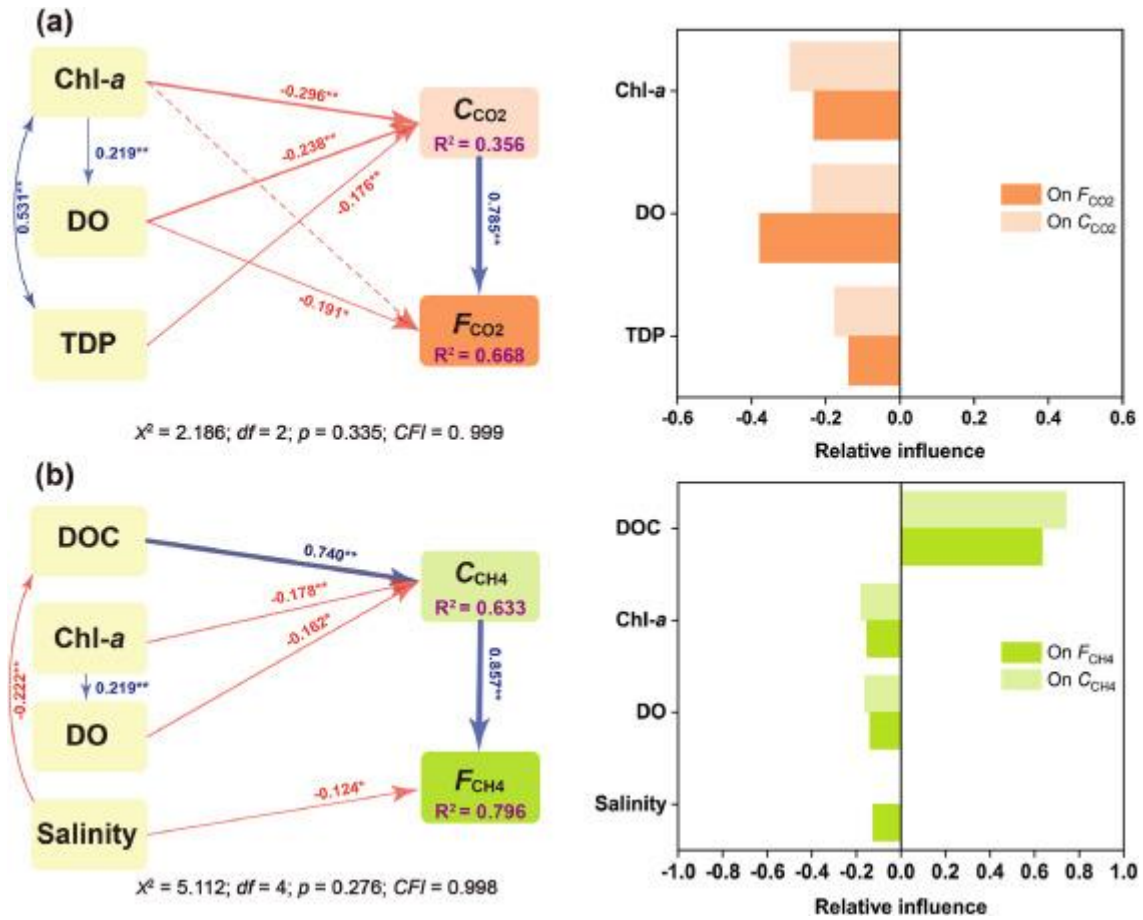 (a)
Chl-a
DO
TDP
0.219**
0.531**
-0.296**
-0.238**
-0.176**
-0.191*
0.785**
CCO2
R² = 0.356
FCO2
R² = 0.668
X² = 2.186; df = 2; p = 0.335; CFI = 0. 999
Chl-a
DO
TDP
On FCO2
On CCO2
-0.6 -0.4 -0.2 0.0 0.2 0.4 0.6
Relative influence
(b)
DOC
Chl-a
DO
Salinity
-0.222**
0.219**
0.740**
-0.178**
-0.162*
-0.124*
0.857**
CCH4
R² = 0.633
FCH4
R² = 0.796
X² = 5.112; df = 4; p = 0.276; CFI = 0.998
DOC
Chl-a
DO
Salinity
On FCH4
On CCH4
-1.0 -0.8 -0.6 -0.4 -0.2 0.0 0.2 0.4 0.6 0.8 1.0
Relative influence